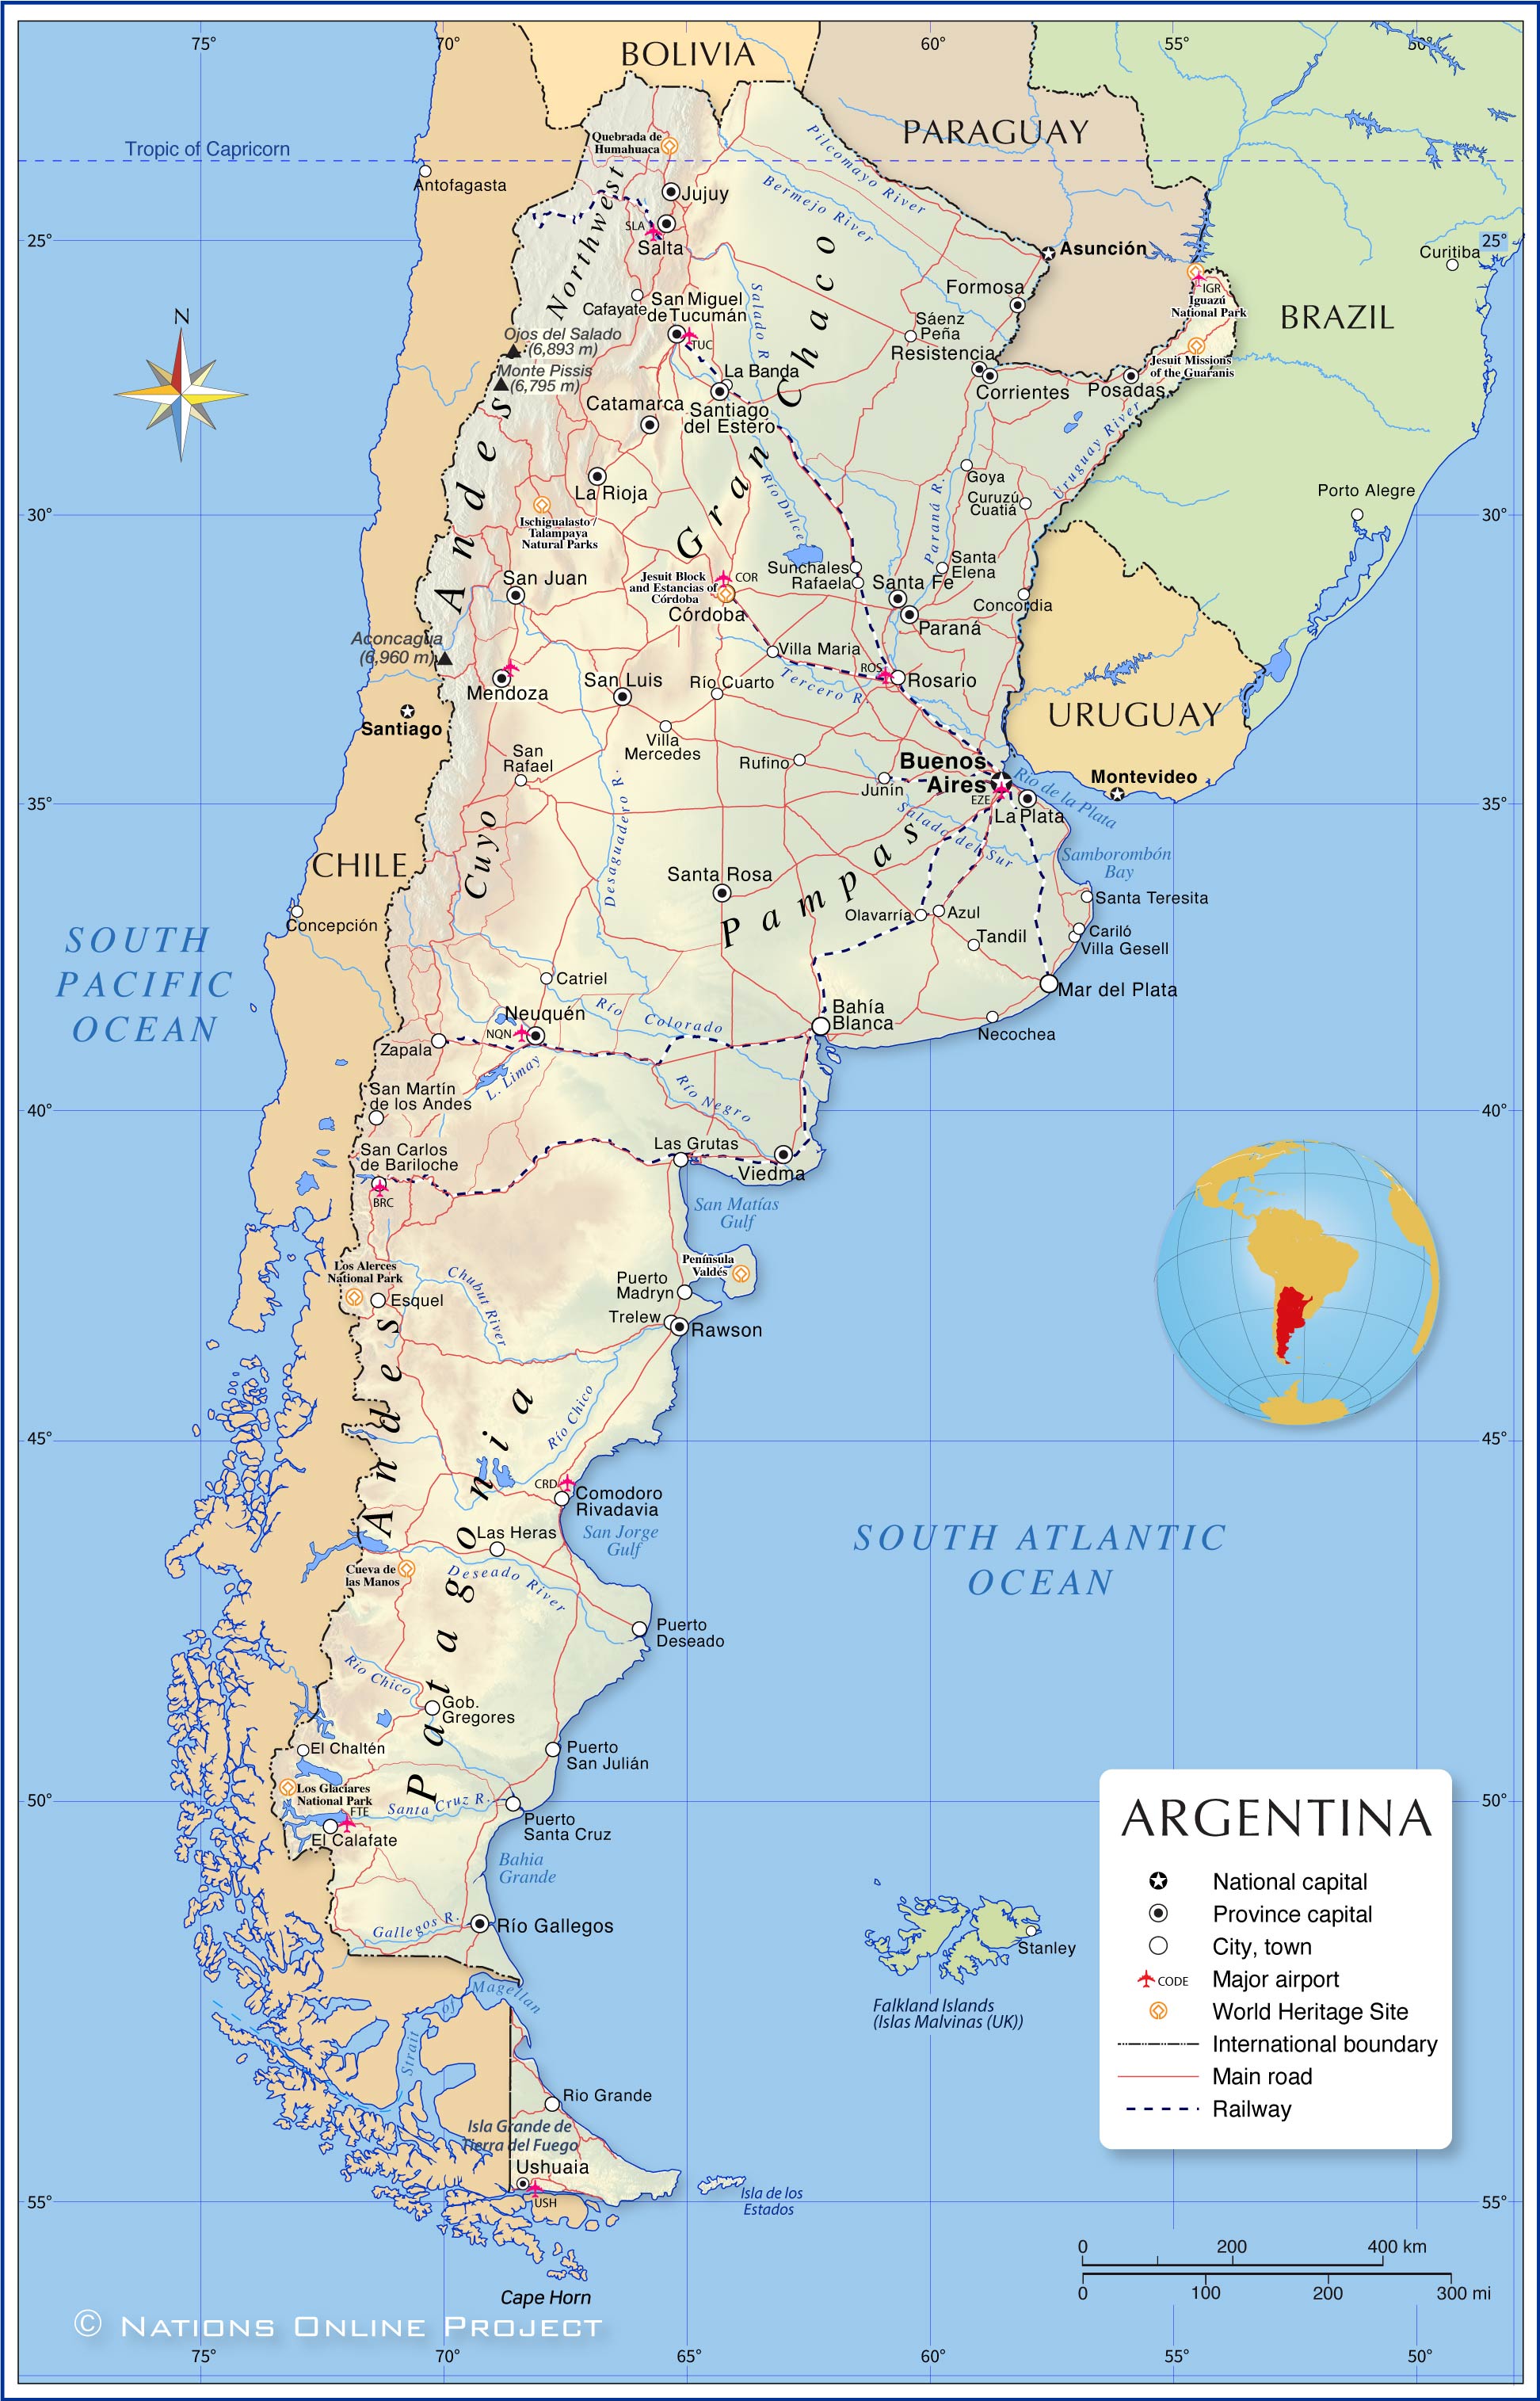 75°
70°
60°
55°
50°
BOLIVIA
PARAGUAY
Tropic of Capricorn
Quebrada de
Humahuaca
Pilcomayo River
Antofagasta
Jujuy
Bermejo River
Northwest
SLA
Salta
25°
25°
Asunción
Curitiba
Chaco
Formosa
IGR
Iguazú
National Park
BRAZIL
N
Cafayate
San Miguel
de Tucumán
TUC
Salado R.
Sáenz
Peña
Ojos del Salado
(6,893 m)
Resistencia
Jesuit Missions
of the Guaranis
Monte Pissis
(6,795 m)
La Banda
Corrientes
Posadas
Catamarca
Santiago
del Estero
Uruguay River
Andes
Gran
La Rioja
Río Dulce
Goya
Paraná R.
Curuzú
Cuatiá
Porto Alegre
30°
30°
Ischigualasto/
Talampaya
Natural Parks
San Juan
Jesuit Block
and Estancias of
Córdoba
COR
Córdoba
Sunchales
Rafaela
Santa
Elena
Santa Fe
Concordia
Paraná
Aconcagua
(6,960 m)
Villa Maria
ROS
Mendoza
San Luis
Río Cuarto
Tercero R.
Rosario
Santiago
URUGUAY
Villa
Mercedes
San
Rafael
Rufino
Buenos
Aires
Junín
EZE
Río de la Plata
Montevideo
35°
35°
La Plata
Salado del Sur
Desaguadero R.
Cuyo
CHILE
Samborombón
Bay
Santa Rosa
Pampas
Santa Teresita
Concepción
Olavarría
Azul
Cariló
Villa Gesell
Tandil
SOUTH
PACIFIC
OCEAN
Catriel
Mar del Plata
Neuquén
NQN
Río Colorado
Bahía
Blanca
Necochea
Zapala
L. Limay
Río Negro
San Martín
de los Andes
40°
40°
San Carlos
de Bariloche
BRC
Las Grutas
Viedma
San Matías
Gulf
Los Alerces
National Park
Península
Valdés
Chubut River
Puerto
Madryn
Esquel
Trelew
Rawson
Andes
Patagonia
Río Chico
45°
45°
CRD
Comodoro
Rivadavia
Las Heras
San Jorge
Gulf
SOUTH ATLANTIC
OCEAN
Cueva de
las Manos
Deseado River
Puerto
Deseado
Rio Chico
Gob.
Gregores
El Chaltén
Puerto
San Julián
Los Glaciares
National Park
FTE
50°
50°
Santa Cruz R.
El Calafate
Puerto
Santa Cruz
Bahia
Grande
Gallegos R.
Río Gallegos
Stanley
Strait of Magellan
Falkland Islands
(Islas Malvinas (UK))
Rio Grande
Isla Grande de
Tierra del Fuego
Ushuaia
USH
Isla de los
Estados
55°
55°
Cape Horn
ARGENTINA
National capital
Province capital
City, town
CODE
Major airport
World Heritage Site
International boundary
Main road
Railway
0 200 400 km
0 100 200 300 mi
© NATIONS ONLINE PROJECT
75°
70°
65°
60°
55°
50°